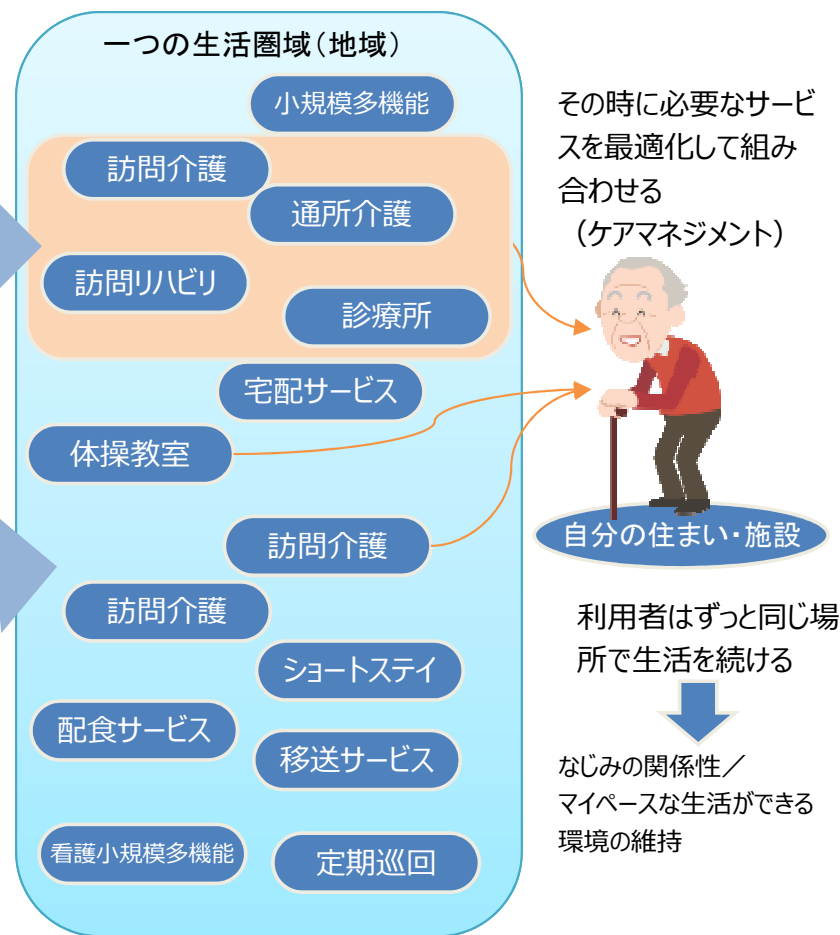 一つの生活圏域（地域）
小規模多機能
訪問介護
通所介護
訪問リハビリ
診療所
宅配サービス
体操教室
訪問介護
訪問介護
ショートステイ
配食サービス
移送サービス
看護小規模多機能
定期巡回
その時に必要なサービ
スを最適化して組み
合わせる
（ケアマネジメント）
自分の住まい・施設
利用者はずっと同じ場
所で生活を続ける
なじみの関係性／
マイペースな生活ができる
環境の維持